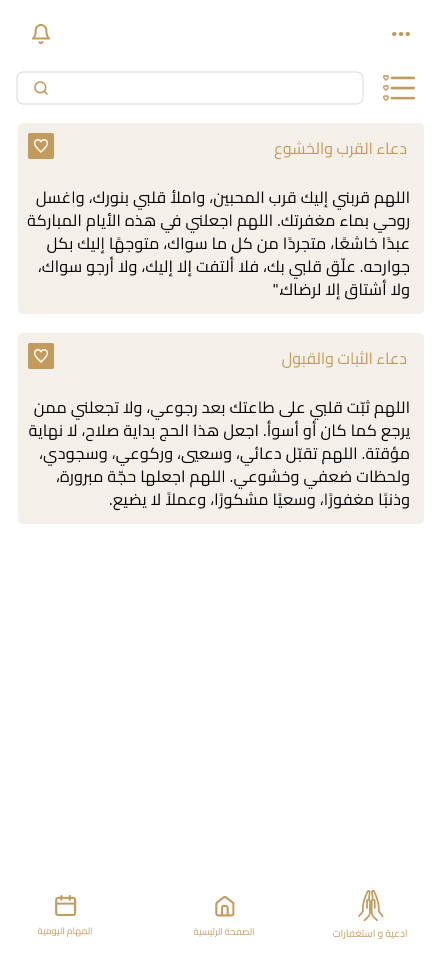 دعاء القرب والخشوع
اللهم قربني إليك قرب المحبين، واملأ قلبي بنورك، واغسل
روحي بماء مغفرتك. اللهم اجعلني في هذه الأيام المباركة
عبدًا خاشعًا، متجردًا من كل ما سواك، متوجهًا إليك بكل
جوارحه. علّق قلبي بك، فلا ألتفت إلا إليك، ولا أرجو سواك،
ولا أشتاق إلا لرضاك،"
دعاء الثبات والقبول
اللهم ثبّت قلبي على طاعتك بعد رجوعي، ولا تجعلني ممن
يرجع كما كان أو أسوأ. اجعل هذا الحج بداية صلاح، لا نهاية
مؤقتة. اللهم تقبّل دعائي، وسعيي، وركوعي، وسجودي،
ولحظات ضعفي وخشوعي. اللهم اجعلها حجّة مبرورة،
وذنبًا مغفورًا، وسعيًا مشكورًا، وعملاً لا يضيع.
ادعية و استغفارات
الصفحة الرئيسية
المهام اليومية